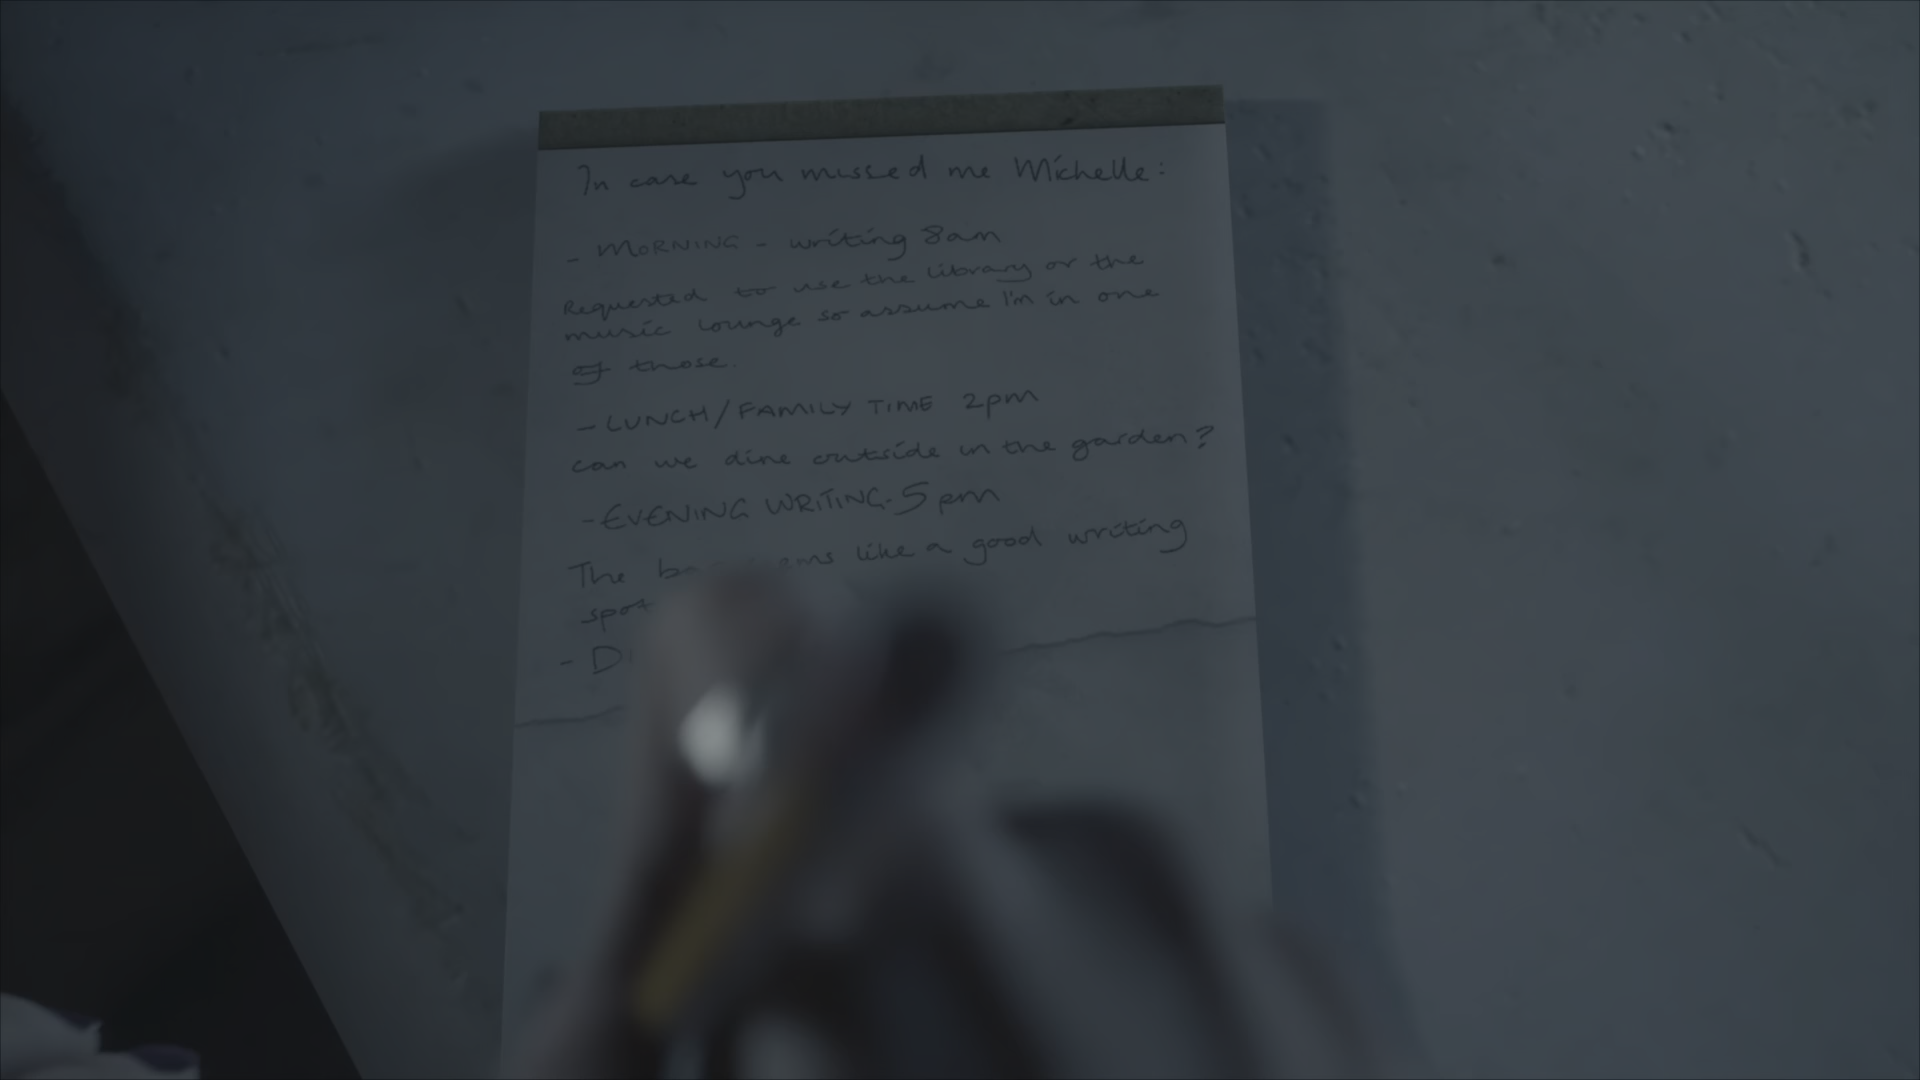 In case you missed me Michelle:
- MORNING - writing 8am
Requested to use the library or the
music lounge so assume I'm in one
of those.
- LUNCH/FAMILY TIME 2pm
can we dine outside in the garden?
- EVENING WRITING - 5pm
The like a good writing
spot
-